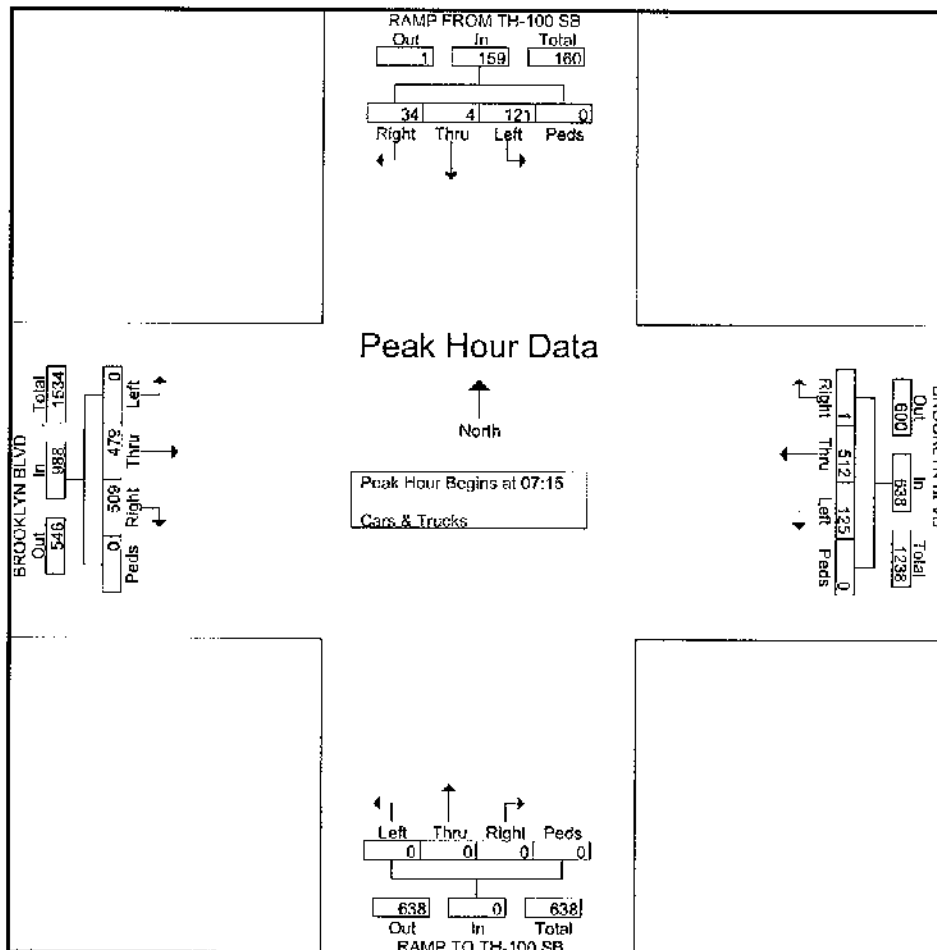 RAMP FROM TH-100 SB
Out In Total
1 159 160
34 4 121 0
Right Thru Left Peds
Peak Hour Data
North
Peak Hour Begins at 07:15
Cars & Trucks
BROOKLYN BLVD
Out In Total
546 988 1534
0 479 509 0
Left Thru Right Peds
Out In Total
600 638 1238
1 512 125 0
Right Thru Left Peds
Left Thru Right Peds
0 0 0 0
638 0 638
Out In Total
RAMP TO TH-100 SB